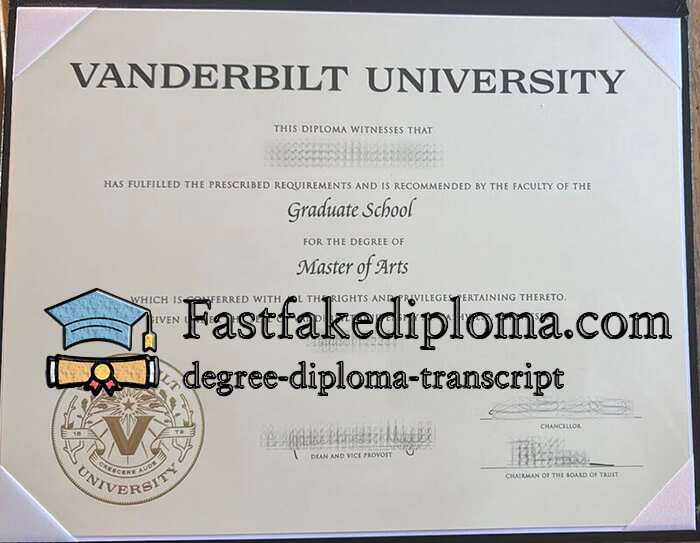 VANDERBILT UNIVERSITY
THIS DIPLOMA WITNESSES THAT
HAS FULFILLED THE PRESCRIBED REQUIREMENTS AND IS RECOMMENDED BY THE FACULTY OF THE
Graduate School
FOR THE DEGREE OF
Master of Arts
WHICH IS CONFERRED WITH ALL THE RIGHTS AND PRIVILEGES PERTAINING THERETO.
GIVEN
Fastfakediploma.com
degree-diploma-transcript
18 73
V
CRESCERE AUDE
UNIVERSITY
CHANCELLOR
DEAN AND VICE PROVOST
CHAIRMAN OF THE BOARD OF TRUST